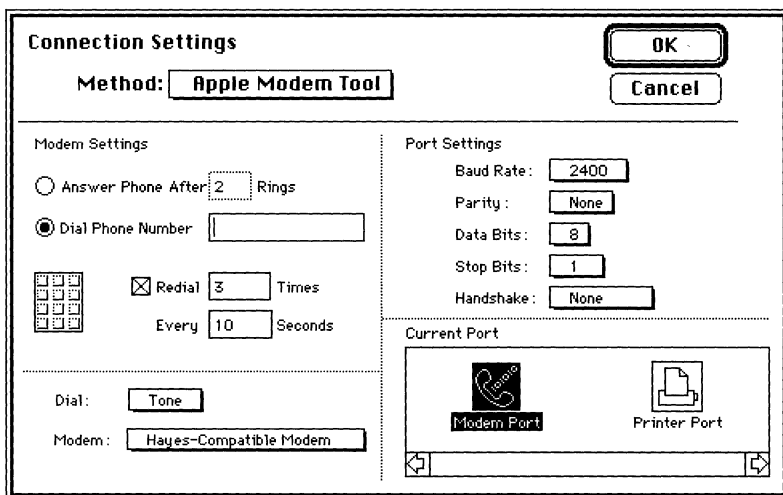 Connection Settings
OK
Method: Apple Modem Tool
Cancel
Modem Settings
Answer Phone After 2 Rings
Dial Phone Number
Redial 3 Times
Every 10 Seconds
Dial: Tone
Modem: Hayes-Compatible Modem
Port Settings
Baud Rate: 2400
Parity: None
Data Bits: 8
Stop Bits: 1
Handshake: None
Current Port
Modem Port
Printer Port